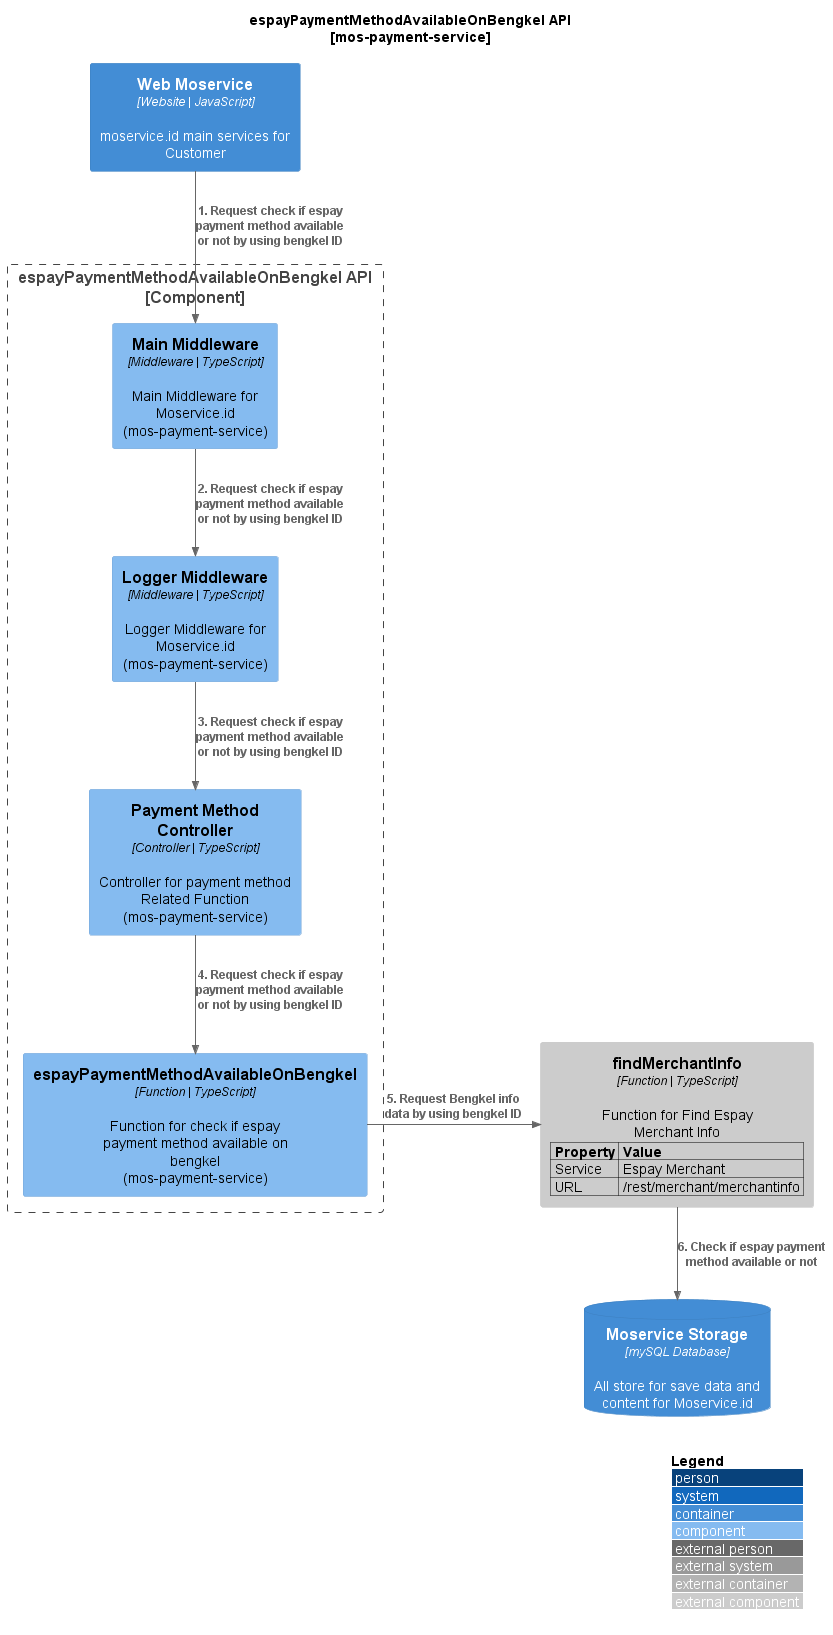 espayPaymentMethodAvailableOnBengkel API
[mos-payment-service]
Web Moservice
[Website | JavaScript]
moservice.id main services for
Customer
1. Request check if espay
payment method available
or not by using bengkel ID
espayPaymentMethodAvailableOnBengkel API
[Component]
Main Middleware
[Middleware | TypeScript]
Main Middleware for
Moservice.id
(mos-payment-service)
2. Request check if espay
payment method available
or not by using bengkel ID
Logger Middleware
[Middleware | TypeScript]
Logger Middleware for
Moservice.id
(mos-payment-service)
3. Request check if espay
payment method available
or not by using bengkel ID
Payment Method
Controller
[Controller | TypeScript]
Controller for payment method
Related Function
(mos-payment-service)
4. Request check if espay
payment method available
or not by using bengkel ID
espayPaymentMethodAvailableOnBengkel
[Function | TypeScript]
Function for check if espay
payment method available on
bengkel
(mos-payment-service)
5. Request Bengkel info
data by using bengkel ID
findMerchantInfo
[Function | TypeScript]
Function for Find Espay
Merchant Info
Property Value
Service Espay Merchant
URL /rest/merchant/merchantinfo
6. Check if espay payment
method available or not
Moservice Storage
[mySQL Database]
All store for save data and
content for Moservice.id
Legend
person
system
container
component
external person
external system
external container
external component